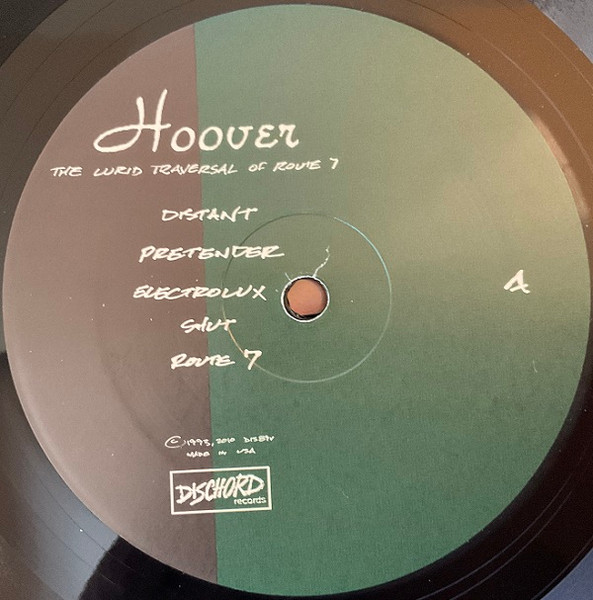 Hoover
THE LURID TRAVERSAL OF ROUTE 7
DISTANT
PRETENDER
ELECTROLUX
SHUT
ROUTE 7
A
© 1993, 2010 DIS89V
MADE IN USA
DISCHORD
records